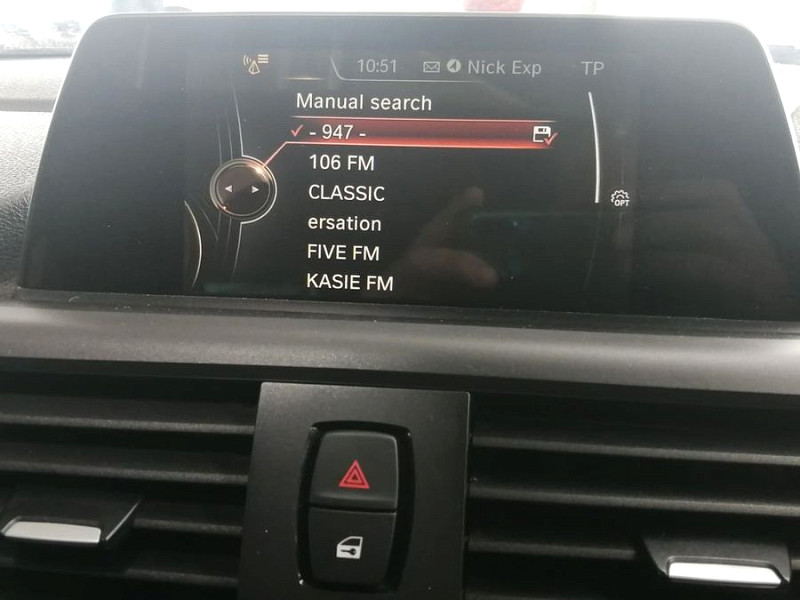 10:51 Nick Exp TP
Manual search
- 947 -
106 FM
CLASSIC
ersation
FIVE FM
KASIE FM
OPT